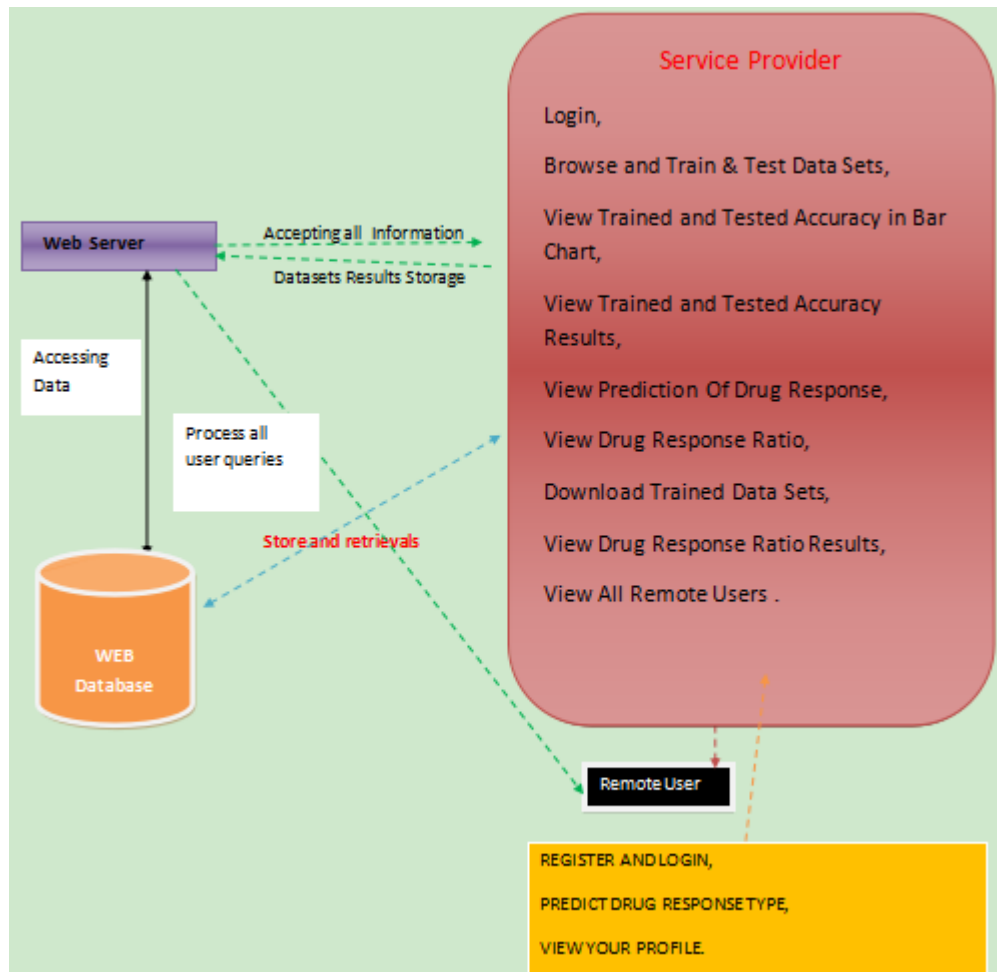 Service Provider
Login,
Browse and Train & Test Data Sets,
View Trained and Tested Accuracy in Bar
Chart,
View Trained and Tested Accuracy
Results,
View Prediction Of Drug Response,
View Drug Response Ratio,
Download Trained Data Sets,
View Drug Response Ratio Results,
View All Remote Users .
Web Server
Accepting all Information
Datasets Results Storage
Accessing
Data
Process all
user queries
Store and retrievals
WEB
Database
Remote User
REGISTER AND LOGIN,
PREDICT DRUG RESPONSE TYPE,
VIEW YOUR PROFILE.